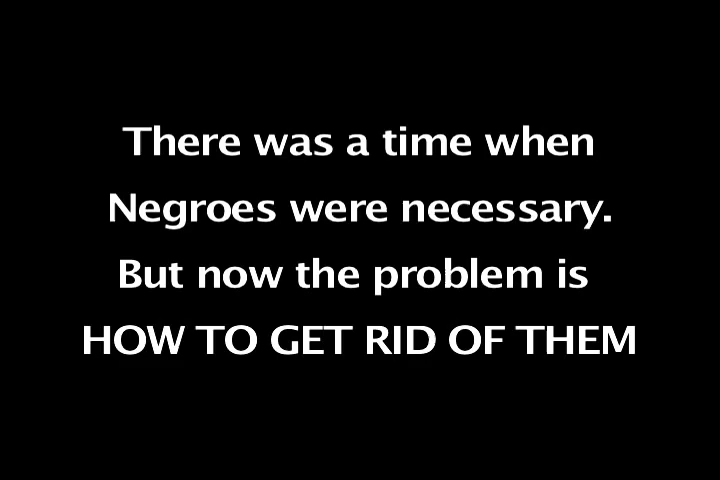 There was a time when
Negroes were necessary.
But now the problem is
HOW TO GET RID OF THEM